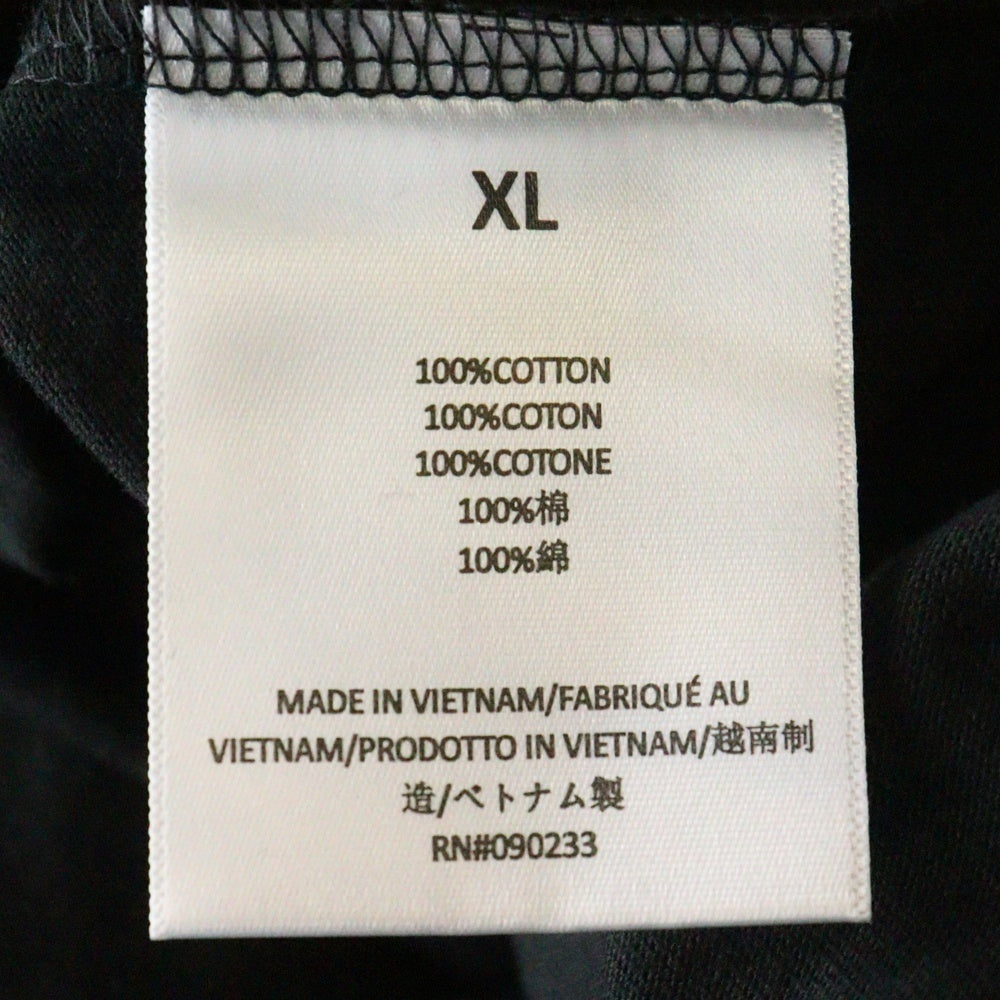 XL
100%COTTON
100%COTON
100%COTONE
100%棉
100%綿
MADE IN VIETNAM/FABRIQUÉ AU
VIETNAM/PRODOTTO IN VIETNAM/越南制
造/ベトナム製
RN#090233